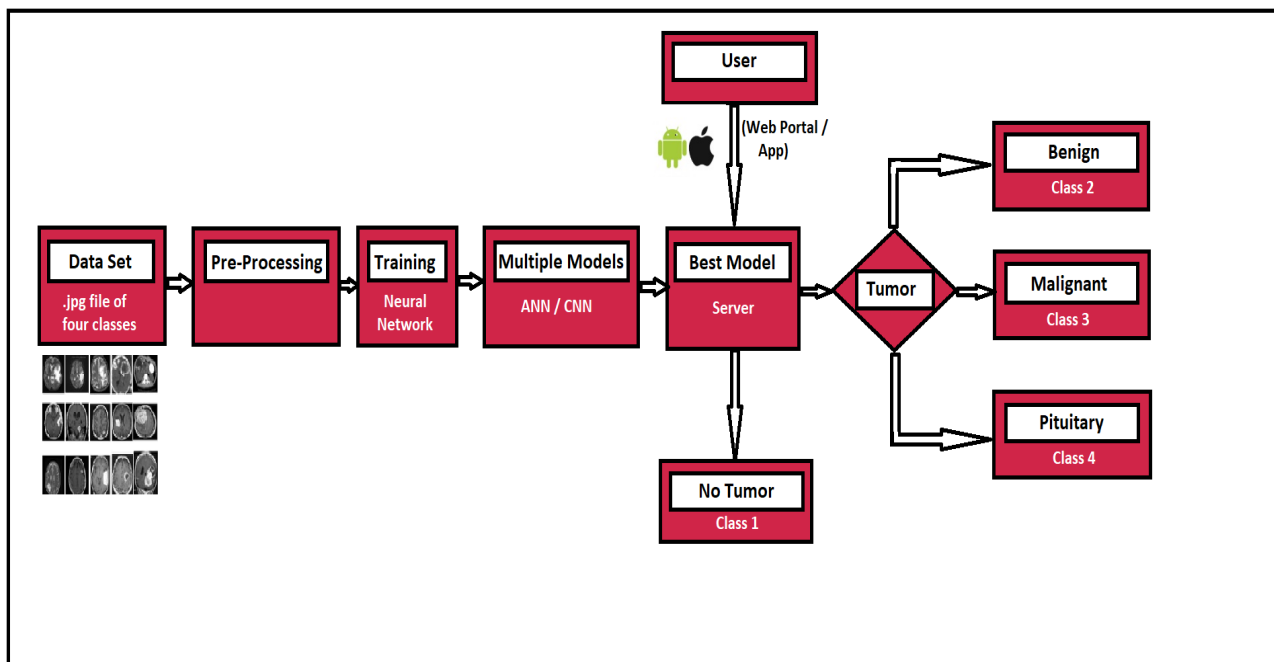 User
(Web Portal /
App)
Benign
Class 2
Data Set
.jpg file of
four classes
Pre-Processing
Training
Neural
Network
Multiple Models
ANN / CNN
Best Model
Server
Tumor
Malignant
Class 3
Pituitary
Class 4
No Tumor
Class 1